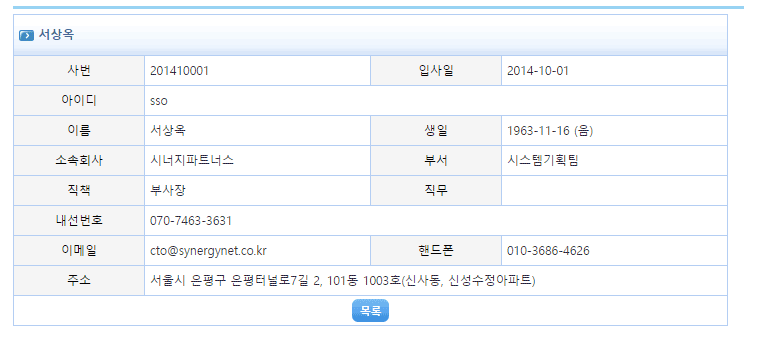 서상옥
사번 201410001 입사일 2014-10-01
아이디 sso
이름 서상옥 생일 1963-11-16 (음)
소속회사 시너지파트너스 부서 시스템기획팀
직책 부사장 직무
내선번호 070-7463-3631
이메일 cto@synergynet.co.kr 핸드폰 010-3686-4626
주소 서울시 은평구 은평터널로7길 2, 101동 1003호(신사동, 신성수정아파트)
목록